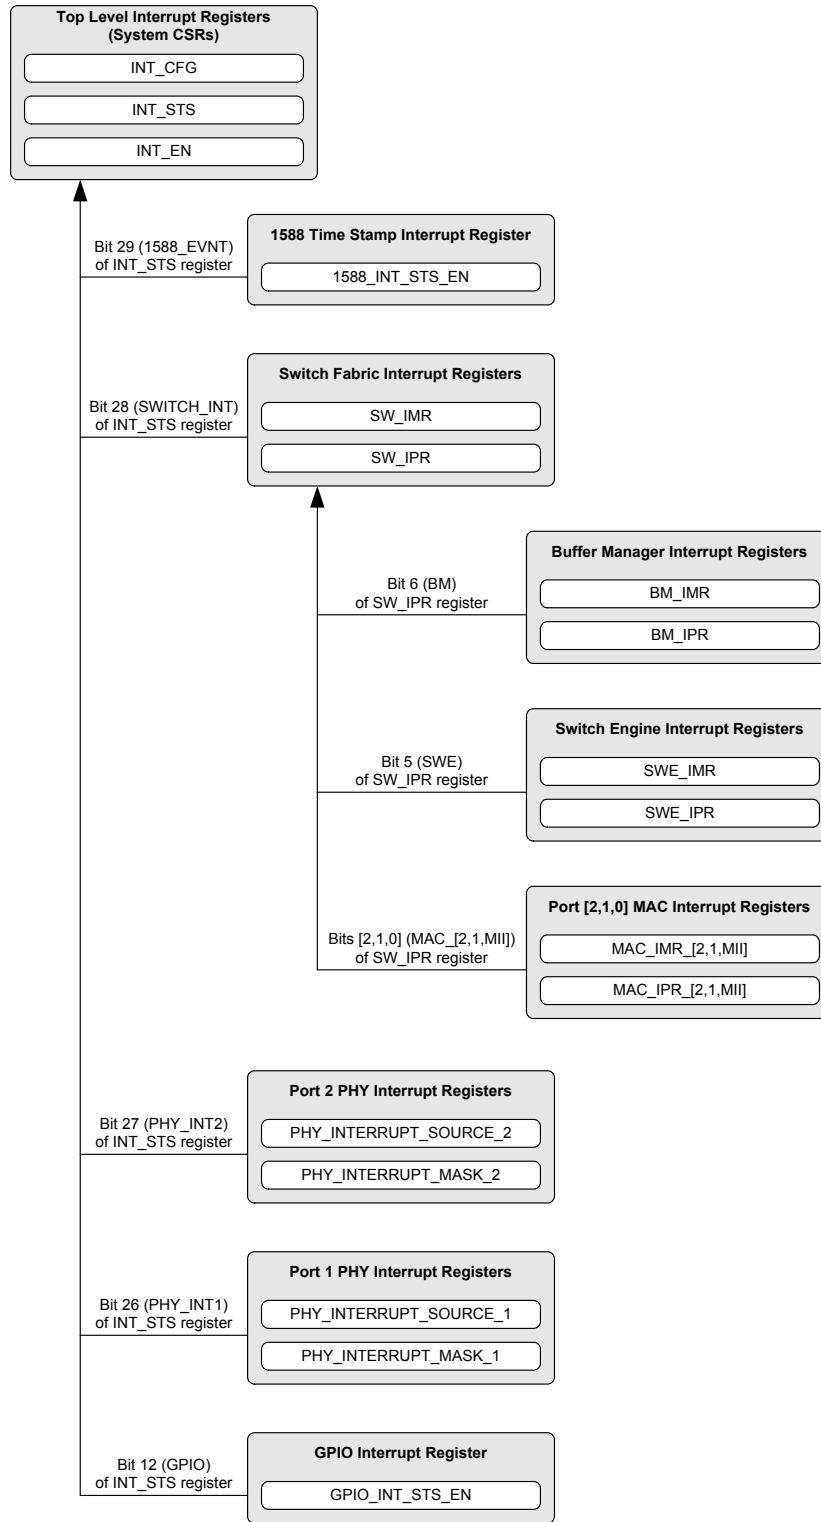 Top Level Interrupt Registers
(System CSRs)
INT_CFG
INT_STS
INT_EN
Bit 29 (1588_EVNT)
of INT_STS register
1588 Time Stamp Interrupt Register
1588_INT_STS_EN
Bit 28 (SWITCH_INT)
of INT_STS register
Switch Fabric Interrupt Registers
SW_IMR
SW_IPR
Bit 6 (BM)
of SW_IPR register
Buffer Manager Interrupt Registers
BM_IMR
BM_IPR
Bit 5 (SWE)
of SW_IPR register
Switch Engine Interrupt Registers
SWE_IMR
SWE_IPR
Bits [2,1,0] (MAC_[2,1,MII])
of SW_IPR register
Port [2,1,0] MAC Interrupt Registers
MAC_IMR_[2,1,MII]
MAC_IPR_[2,1,MII]
Bit 27 (PHY_INT2)
of INT_STS register
Port 2 PHY Interrupt Registers
PHY_INTERRUPT_SOURCE_2
PHY_INTERRUPT_MASK_2
Bit 26 (PHY_INT1)
of INT_STS register
Port 1 PHY Interrupt Registers
PHY_INTERRUPT_SOURCE_1
PHY_INTERRUPT_MASK_1
Bit 12 (GPIO)
of INT_STS register
GPIO Interrupt Register
GPIO_INT_STS_EN